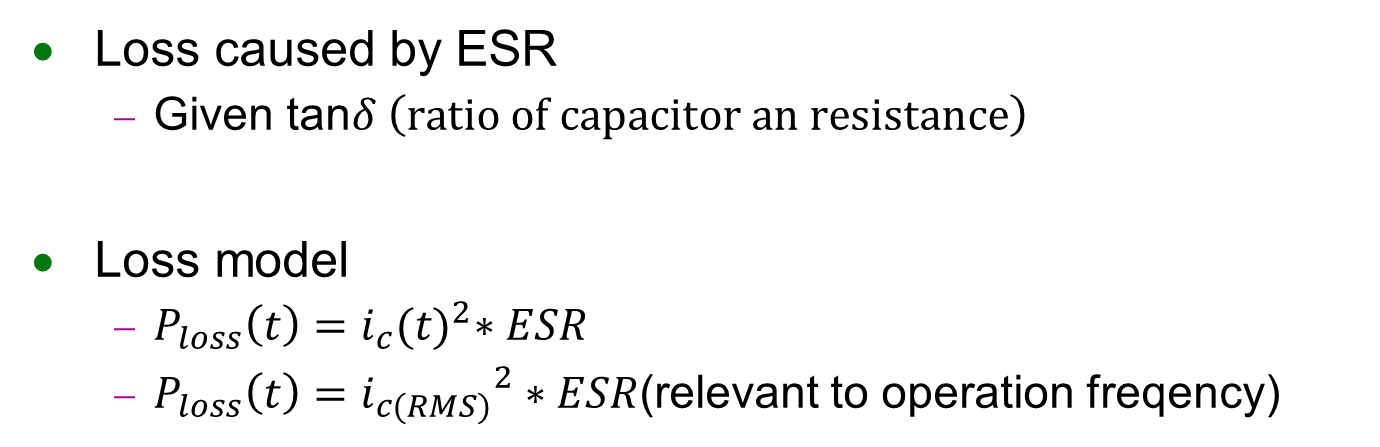 • Loss caused by ESR
– Given tanδ (ratio of capacitor an resistance)
• Loss model
– P_loss(t) = i_c(t)² * ESR
– P_loss(t) = i_c(RMS)² * ESR(relevant to operation freqency)